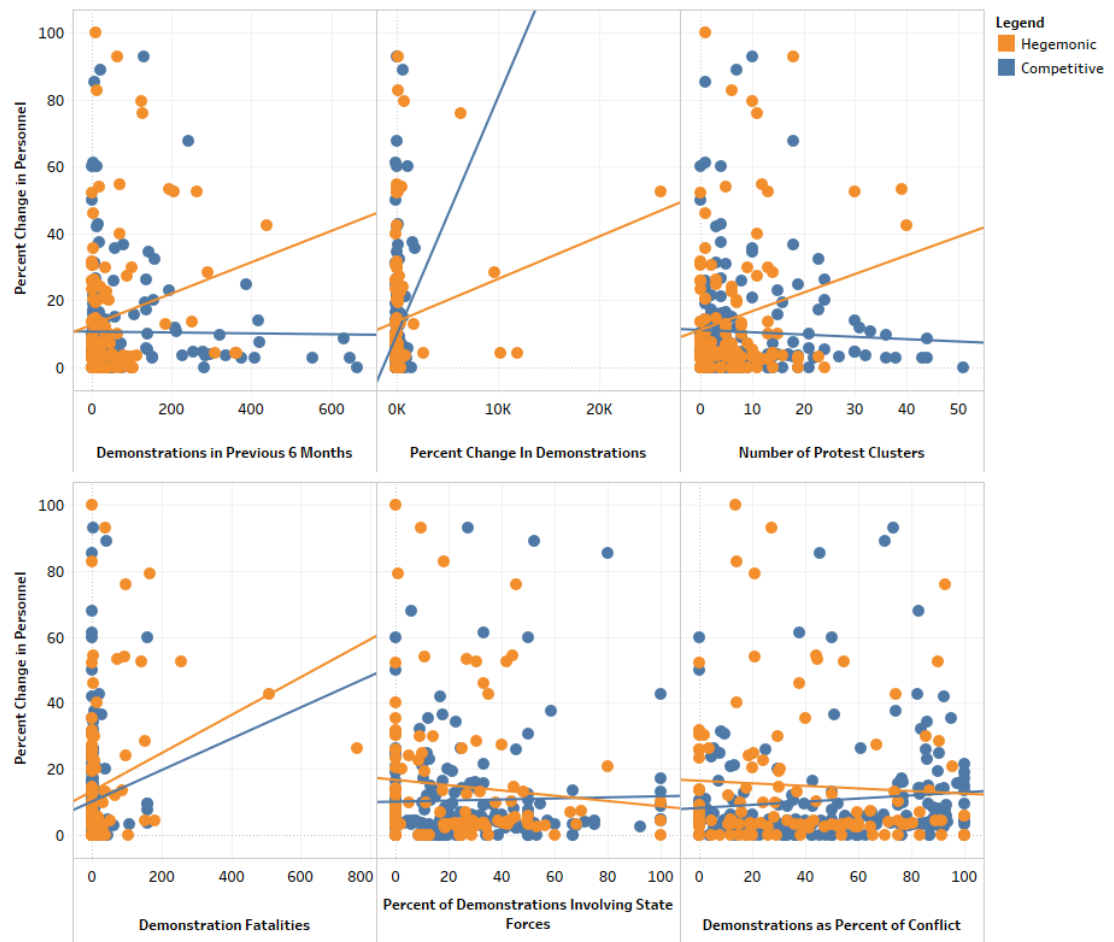 Legend
Hegemonic
Competitive
Percent Change in Personnel
100
80
60
40
20
0
0 200 400 600
0K 10K 20K
0 10 20 30 40 50
Demonstrations in Previous 6 Months
Percent Change In Demonstrations
Number of Protest Clusters
Percent Change in Personnel
100
80
60
40
20
0
0 200 400 600 800
0 20 40 60 80 100
0 20 40 60 80 100
Demonstration Fatalities
Percent of Demonstrations Involving State
Forces
Demonstrations as Percent of Conflict